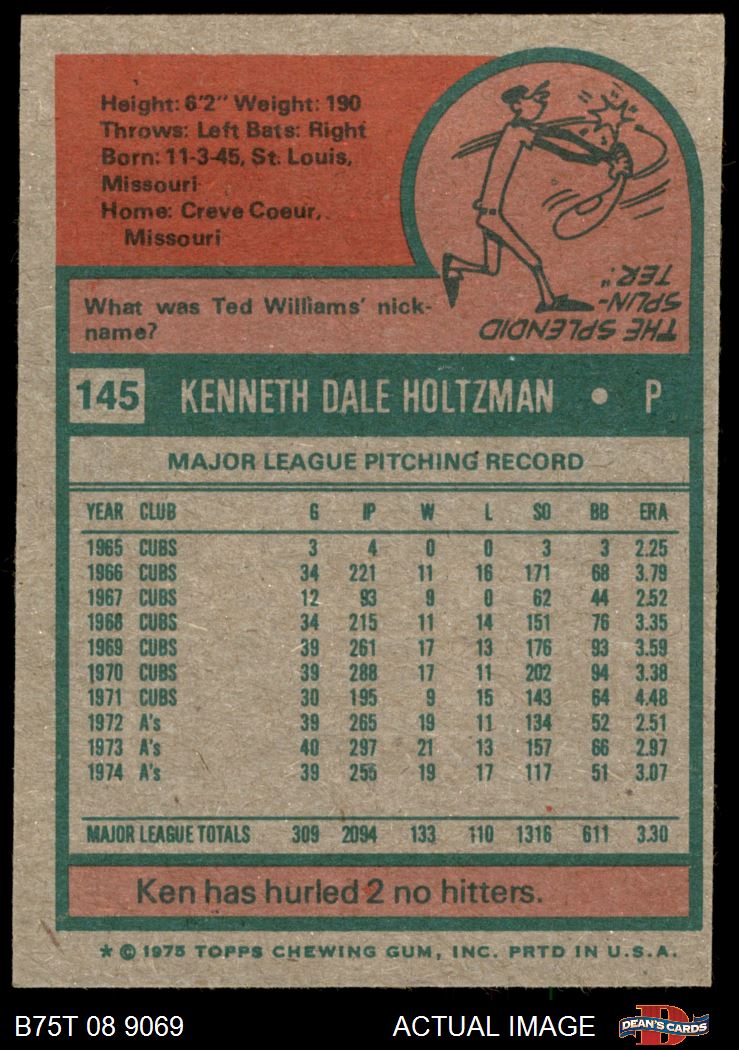 Height: 6'2" Weight: 190
Throws: Left Bats: Right
Born: 11-3-45, St. Louis,
Missouri
Home: Creve Coeur,
Missouri
What was Ted Williams' nick-
name?
THE SPLENDID
SPLIN-
TER."
145 KENNETH DALE HOLTZMAN • P
MAJOR LEAGUE PITCHING RECORD
YEAR CLUB G IP W L SO BB ERA
1965 CUBS 3 4 0 0 3 3 2.25
1966 CUBS 34 221 11 16 171 68 3.79
1967 CUBS 12 93 9 0 62 44 2.52
1968 CUBS 34 215 11 14 151 76 3.35
1969 CUBS 39 261 17 13 176 93 3.59
1970 CUBS 39 288 17 11 202 94 3.38
1971 CUBS 30 195 9 15 143 64 4.48
1972 A's 39 265 19 11 134 52 2.51
1973 A's 40 297 21 13 157 66 2.97
1974 A's 39 255 19 17 117 51 3.07
MAJOR LEAGUE TOTALS 309 2094 133 110 1316 611 3.30
Ken has hurled 2 no hitters.
* © 1975 TOPPS CHEWING GUM, INC. PRTD IN U.S.A.
B75T 08 9069 ACTUAL IMAGE D DEAN'S CARDS